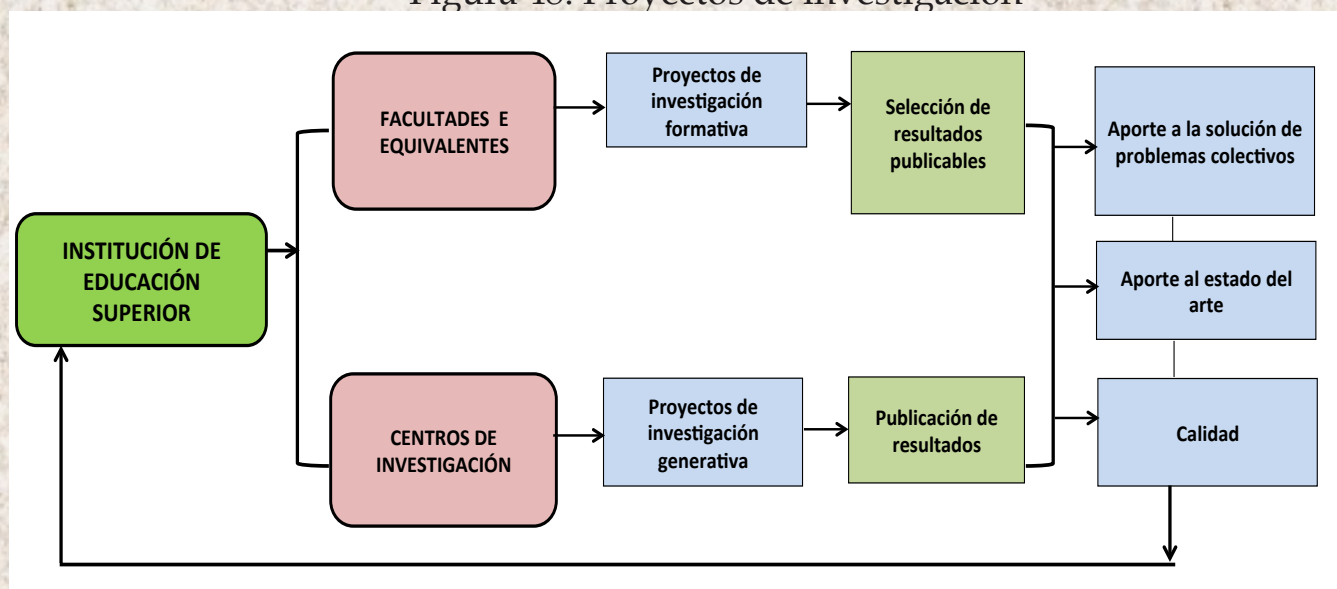 Figura 48. Proyectos de investigación
FACULTADES E
EQUIVALENTES
Proyectos de
investigación
formativa
Selección de
resultados
publicables
Aporte a la solución de
problemas colectivos
INSTITUCIÓN DE
EDUCACIÓN
SUPERIOR
Aporte al estado del
arte
CENTROS DE
INVESTIGACIÓN
Proyectos de
investigación
generativa
Publicación de
resultados
Calidad